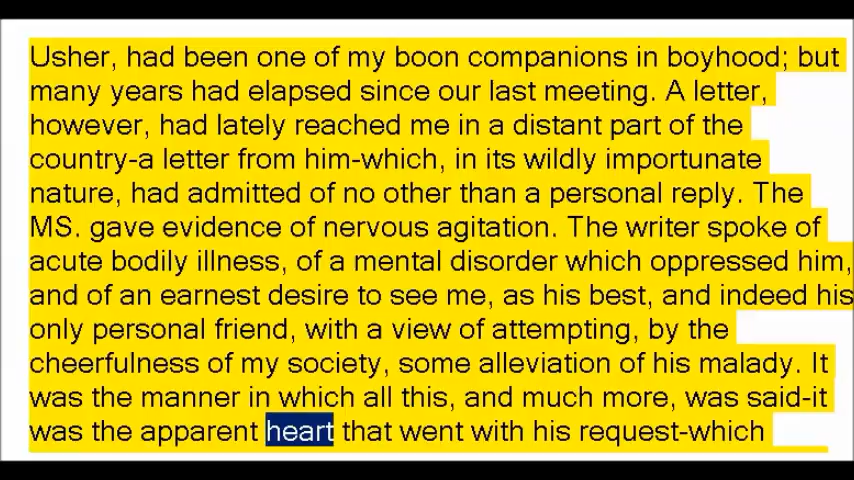 Usher, had been one of my boon companions in boyhood; but
many years had elapsed since our last meeting. A letter,
however, had lately reached me in a distant part of the
country-a letter from him-which, in its wildly importunate
nature, had admitted of no other than a personal reply. The
MS. gave evidence of nervous agitation. The writer spoke of
acute bodily illness, of a mental disorder which oppressed him,
and of an earnest desire to see me, as his best, and indeed his
only personal friend, with a view of attempting, by the
cheerfulness of my society, some alleviation of his malady. It
was the manner in which all this, and much more, was said-it
was the apparent heart that went with his request-which